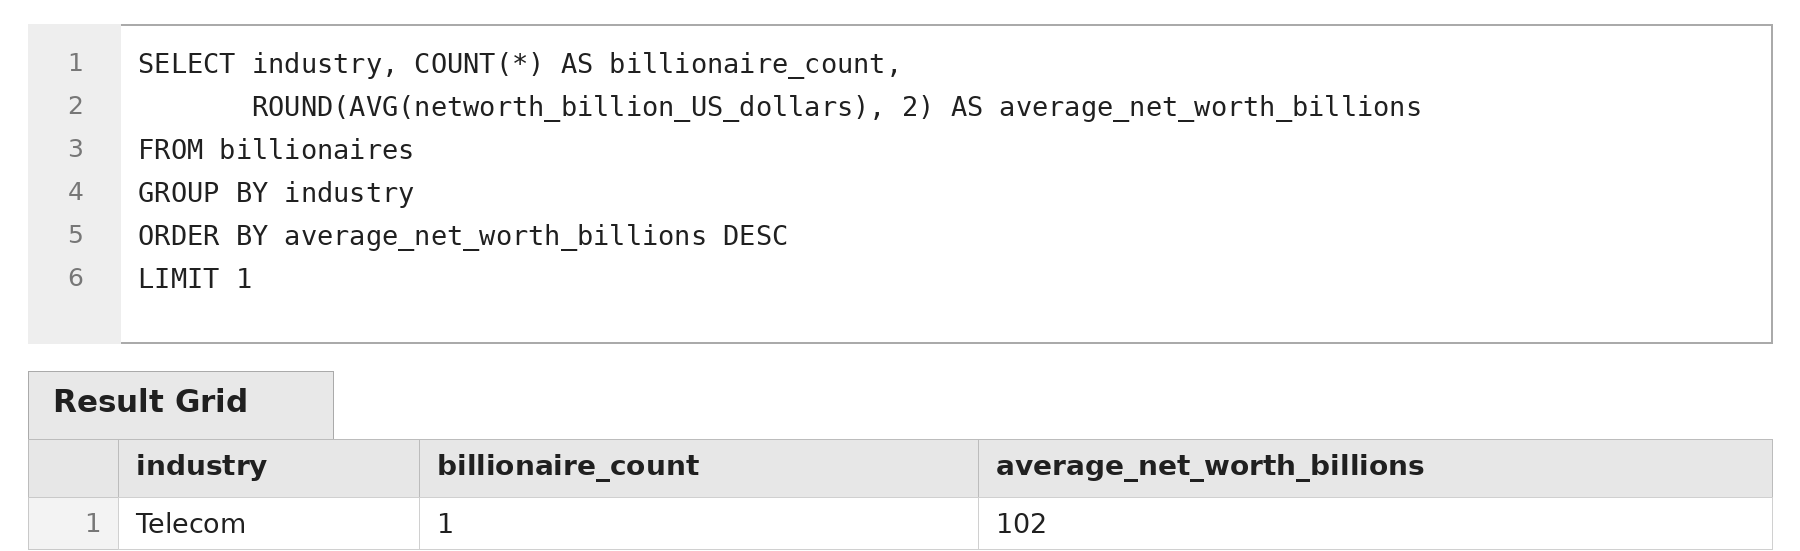 1 SELECT industry, COUNT(*) AS billionaire_count,
2 ROUND(AVG(networth_billion_US_dollars), 2) AS average_net_worth_billions
3 FROM billionaires
4 GROUP BY industry
5 ORDER BY average_net_worth_billions DESC
6 LIMIT 1
Result Grid
industry billionaire_count average_net_worth_billions
1 Telecom 1 102